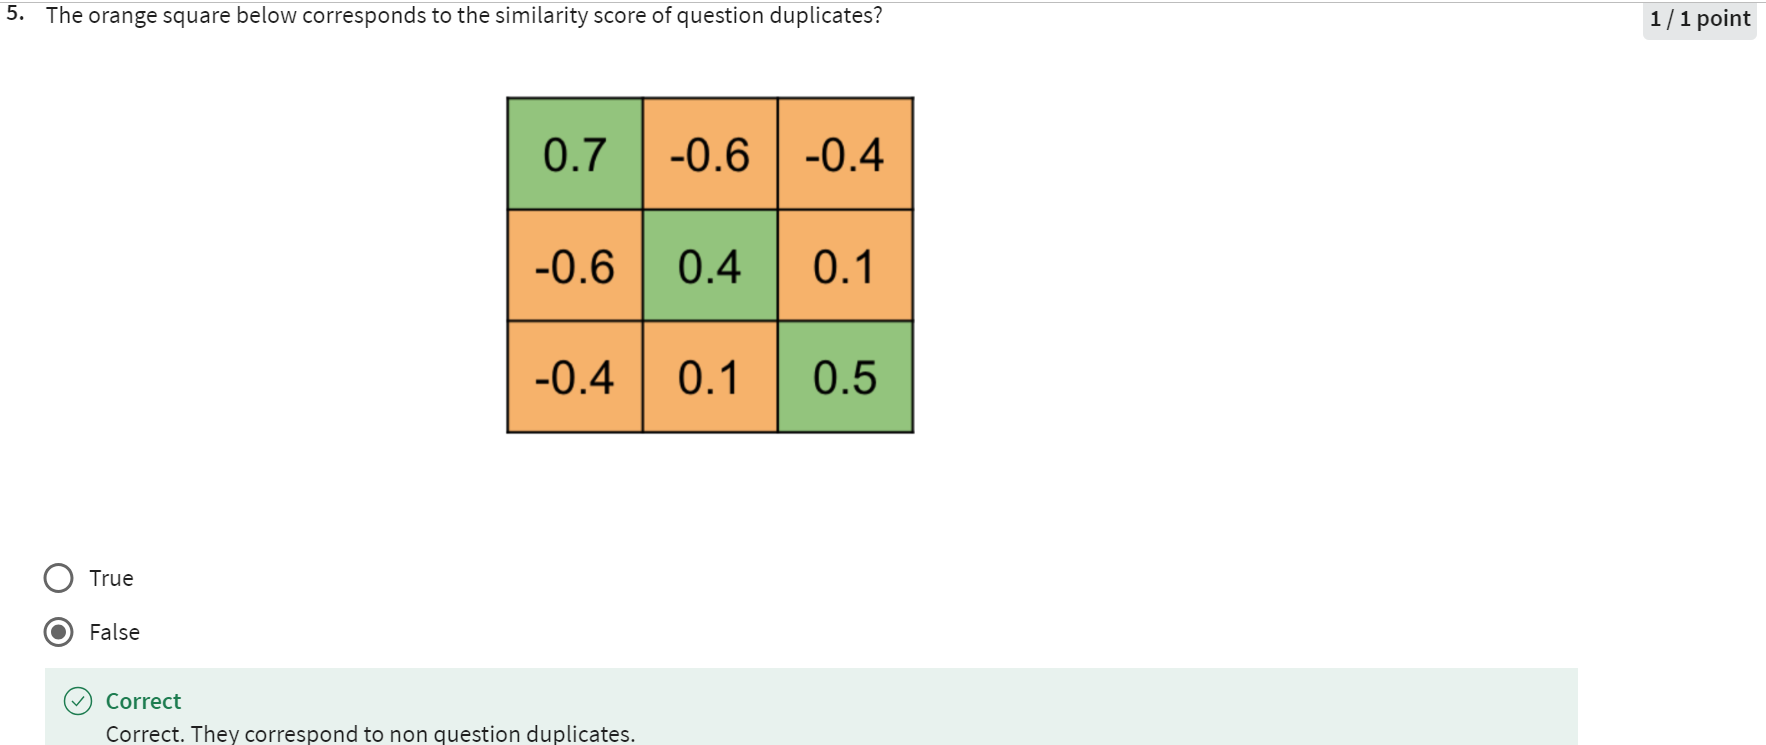 5. The orange square below corresponds to the similarity score of question duplicates?
1 / 1 point
0.7 -0.6 -0.4
-0.6 0.4 0.1
-0.4 0.1 0.5
True
False
Correct
Correct. They correspond to non question duplicates.